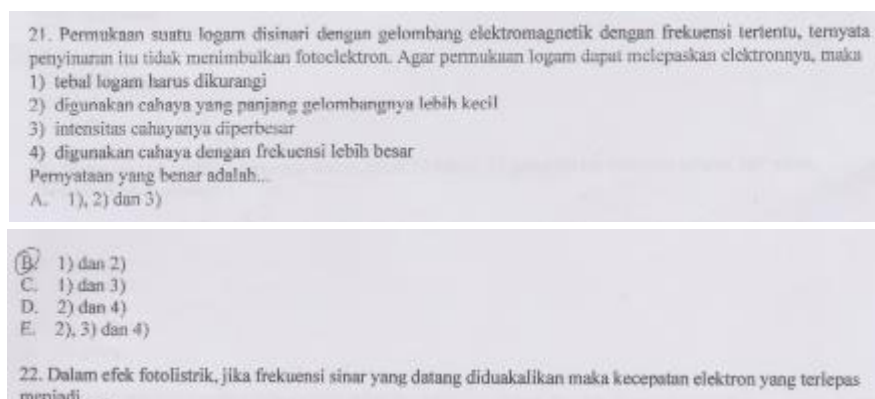 21. Permukaan suatu logam disinari dengan gelombang elektromagnetik dengan frekuensi tertentu, ternyata
penyinaran itu tidak menimbulkan fotoelektron. Agar permukaan logam dapat melepaskan elektronnya, maka
1) tebal logam harus dikurangi
2) digunakan cahaya yang panjang gelombangnya lebih kecil
3) intensitas cahayanya diperbesar
4) digunakan cahaya dengan frekuensi lebih besar
Pernyataan yang benar adalah...
A. 1), 2) dan 3)
B. 1) dan 2)
C. 1) dan 3)
D. 2) dan 4)
E. 2), 3) dan 4)
22. Dalam efek fotolistrik, jika frekuensi sinar yang datang diduakalikan maka kecepatan elektron yang terlepas
menjadi